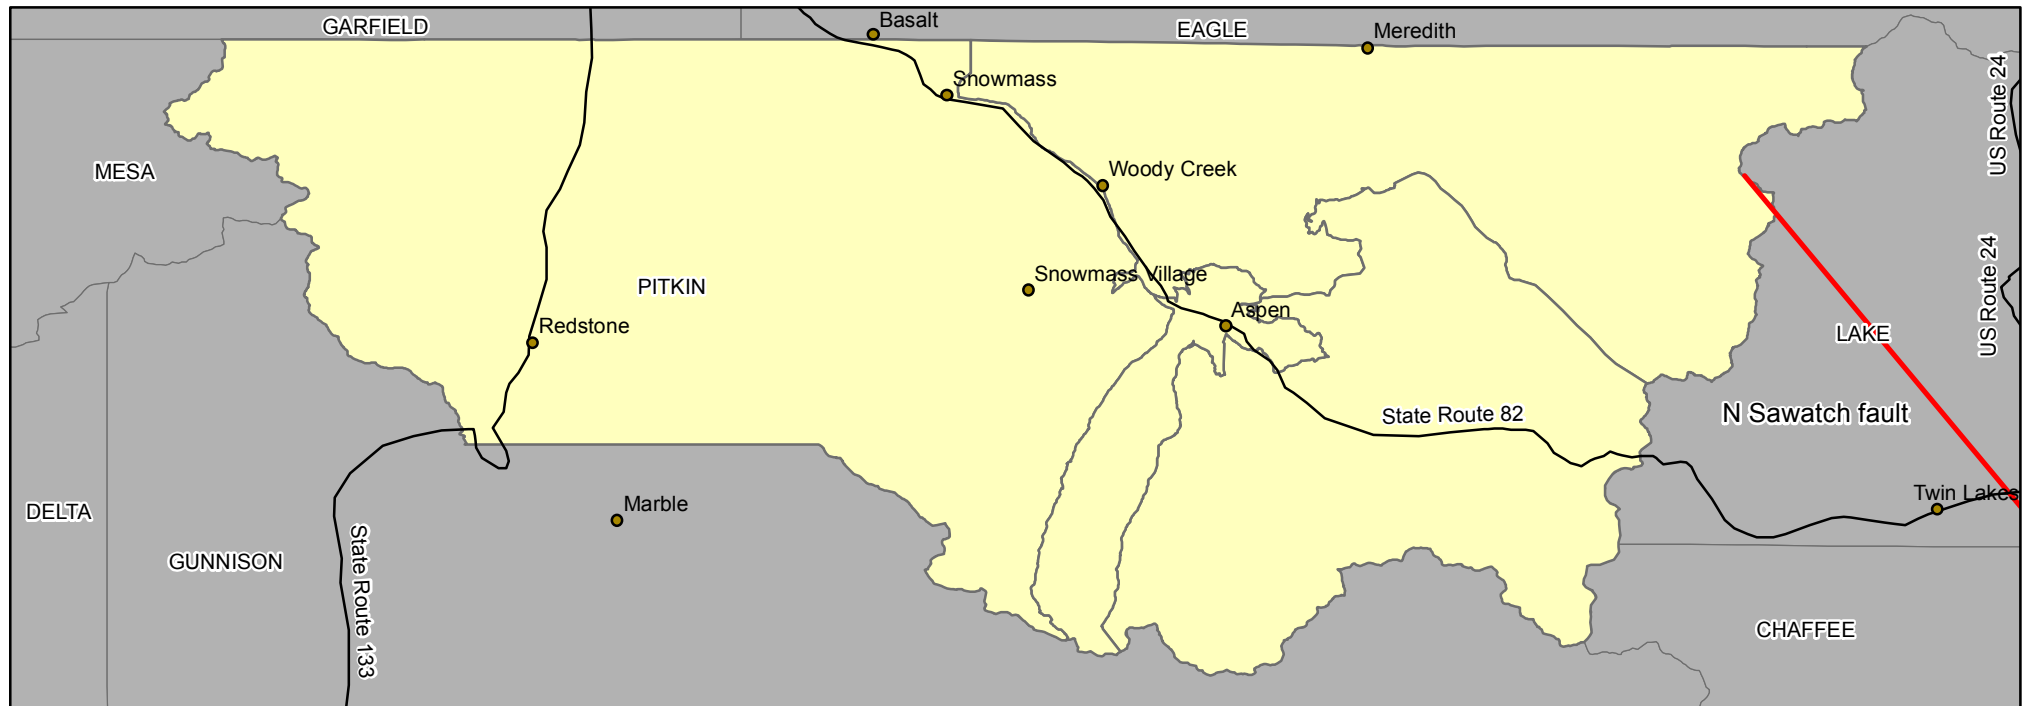 GARFIELD
Basalt
EAGLE
Meredith
US Route 24
Snowmass
MESA
Woody Creek
Snowmass Village
PITKIN
US Route 24
Aspen
Redstone
LAKE
State Route 82
N Sawatch fault
Twin Lakes
Marble
DELTA
GUNNISON
State Route 133
CHAFFEE